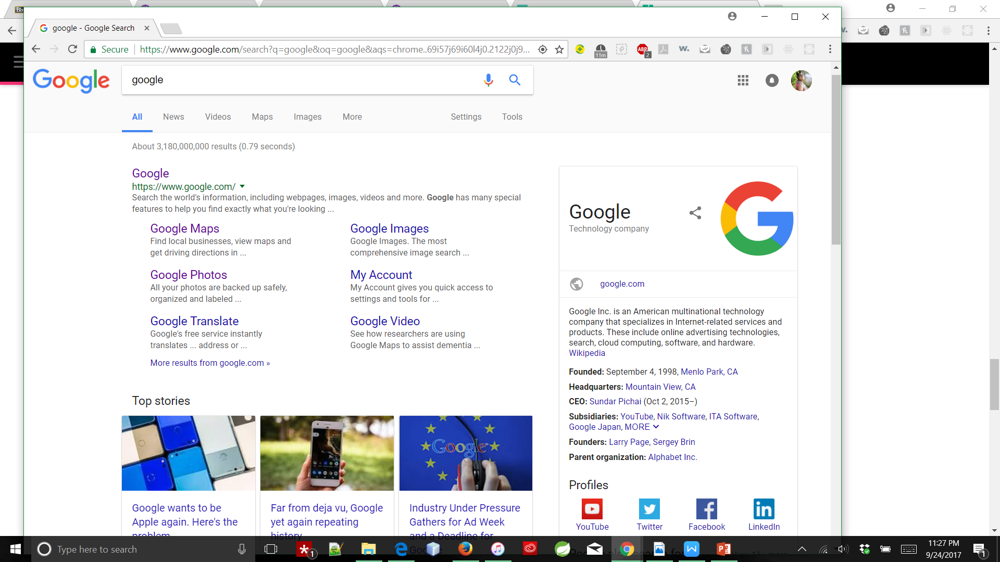 Bb
google - Google Search
Secure
https://www.google.com/search?q=google&oq=google&aqs=chrome..69i57j69i60l4j0.2122j0j9...
11m
ABP
2
w.
Google
google
All
News
Videos
Maps
Images
More
Settings
Tools
About 3,180,000,000 results (0.79 seconds)
Google
https://www.google.com/
Search the world's information, including webpages, images, videos and more. Google has many special
features to help you find exactly what you're looking ...
Google Maps
Find local businesses, view maps and
get driving directions in ...
Google Images
Google Images. The most
comprehensive image search ...
Google Photos
All your photos are backed up safely,
organized and labeled ...
My Account
My Account gives you quick access to
settings and tools for ...
Google Translate
Google's free service instantly
translates ... address or ...
Google Video
See how researchers are using
Google Maps to assist dementia ...
More results from google.com »
Top stories
Google
Google wants to be
Apple again. Here's the
problem
Far from deja vu, Google
yet again repeating
history
Industry Under Pressure
Gathers for Ad Week
and a Deadline for
Google
Technology company
google.com
Google Inc. is an American multinational technology
company that specializes in Internet-related services and
products. These include online advertising technologies,
search, cloud computing, software, and hardware.
Wikipedia
Founded: September 4, 1998, Menlo Park, CA
Headquarters: Mountain View, CA
CEO: Sundar Pichai (Oct 2, 2015–)
Subsidiaries: YouTube, Nik Software, ITA Software,
Google Japan, MORE
Founders: Larry Page, Sergey Brin
Parent organization: Alphabet Inc.
Profiles
YouTube
Twitter
Facebook
LinkedIn
Type here to search
1
11:27 PM
9/24/2017
1